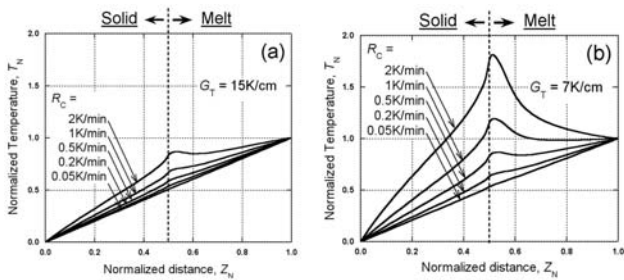 Solid ← → Melt
(a)
2.0
1.5
1.0
0.5
0.0
Normalized Temperature, T_N
R_C =
2K/min
1K/min
0.5K/min
0.2K/min
0.05K/min
G_T = 15K/cm
0.0 0.2 0.4 0.6 0.8 1.0
Normalized distance, Z_N
Solid ← → Melt
(b)
2.0
1.5
1.0
0.5
0.0
Normalized Temperature, T_N
R_C =
2K/min
1K/min
0.5K/min
0.2K/min
0.05K/min
G_T = 7K/cm
0.0 0.2 0.4 0.6 0.8 1.0
Normalized distance, Z_N